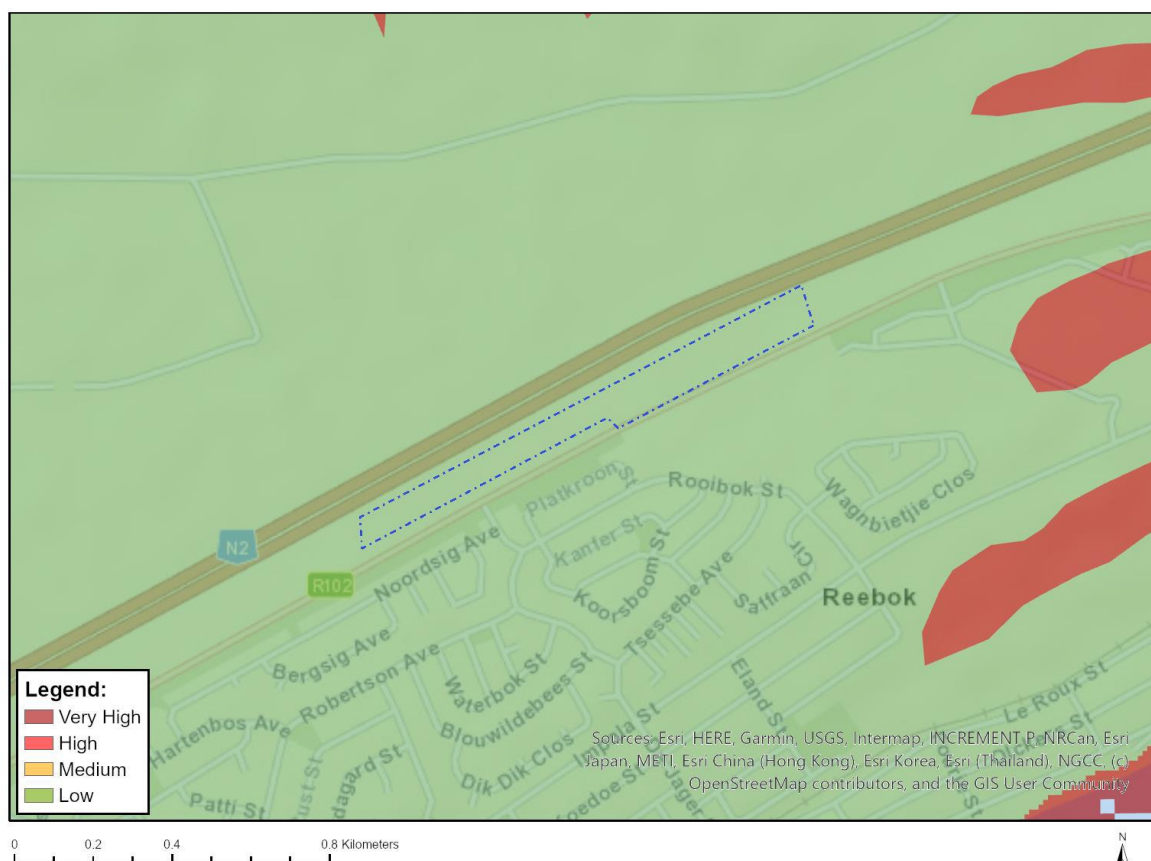 Platkroon St
Rooibok St
Wagnbietjie Clos
Kanfer St
N2
Noordsig Ave
Koorsboom St
Tsessebe Ave
Saffraan Cir
R102
Reebok
Bergsig Ave
Robertson Ave
Waterbok St
Eland S
Legend:
Very High
High
Medium
Low
Hartenbos Ave
Blouwildebees St
Impala St
Le Roux St
Dik Dik Clos
Patti St
Sources: Esri, HERE, Garmin, USGS, Intermap, INCREMENT P, NRCan, Esri
Japan, METI, Esri China (Hong Kong), Esri Korea, Esri (Thailand), NGCC, (c)
OpenStreetMap contributors, and the GIS User Community
0 0.2 0.4 0.8 Kilometers
N